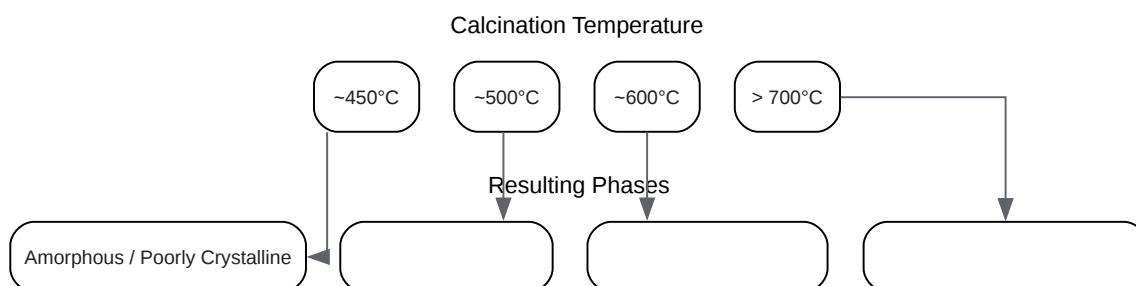 Calcination Temperature
~450°C
~500°C
~600°C
> 700°C
Resulting Phases
Amorphous / Poorly Crystalline